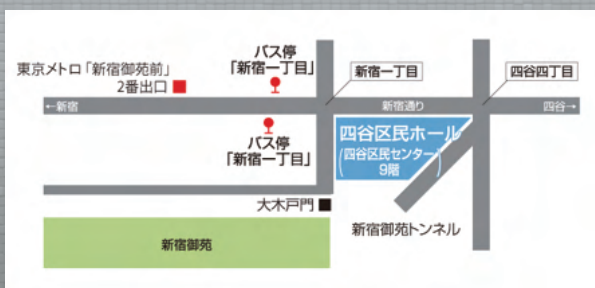 バス停
「新宿一丁目」
東京メトロ「新宿御苑前」
2番出口
新宿一丁目
四谷四丁目
←新宿
新宿通り
四谷→
バス停
「新宿一丁目」
四谷区民ホール
(四谷区民センター
9階)
大木戸門
新宿御苑トンネル
新宿御苑